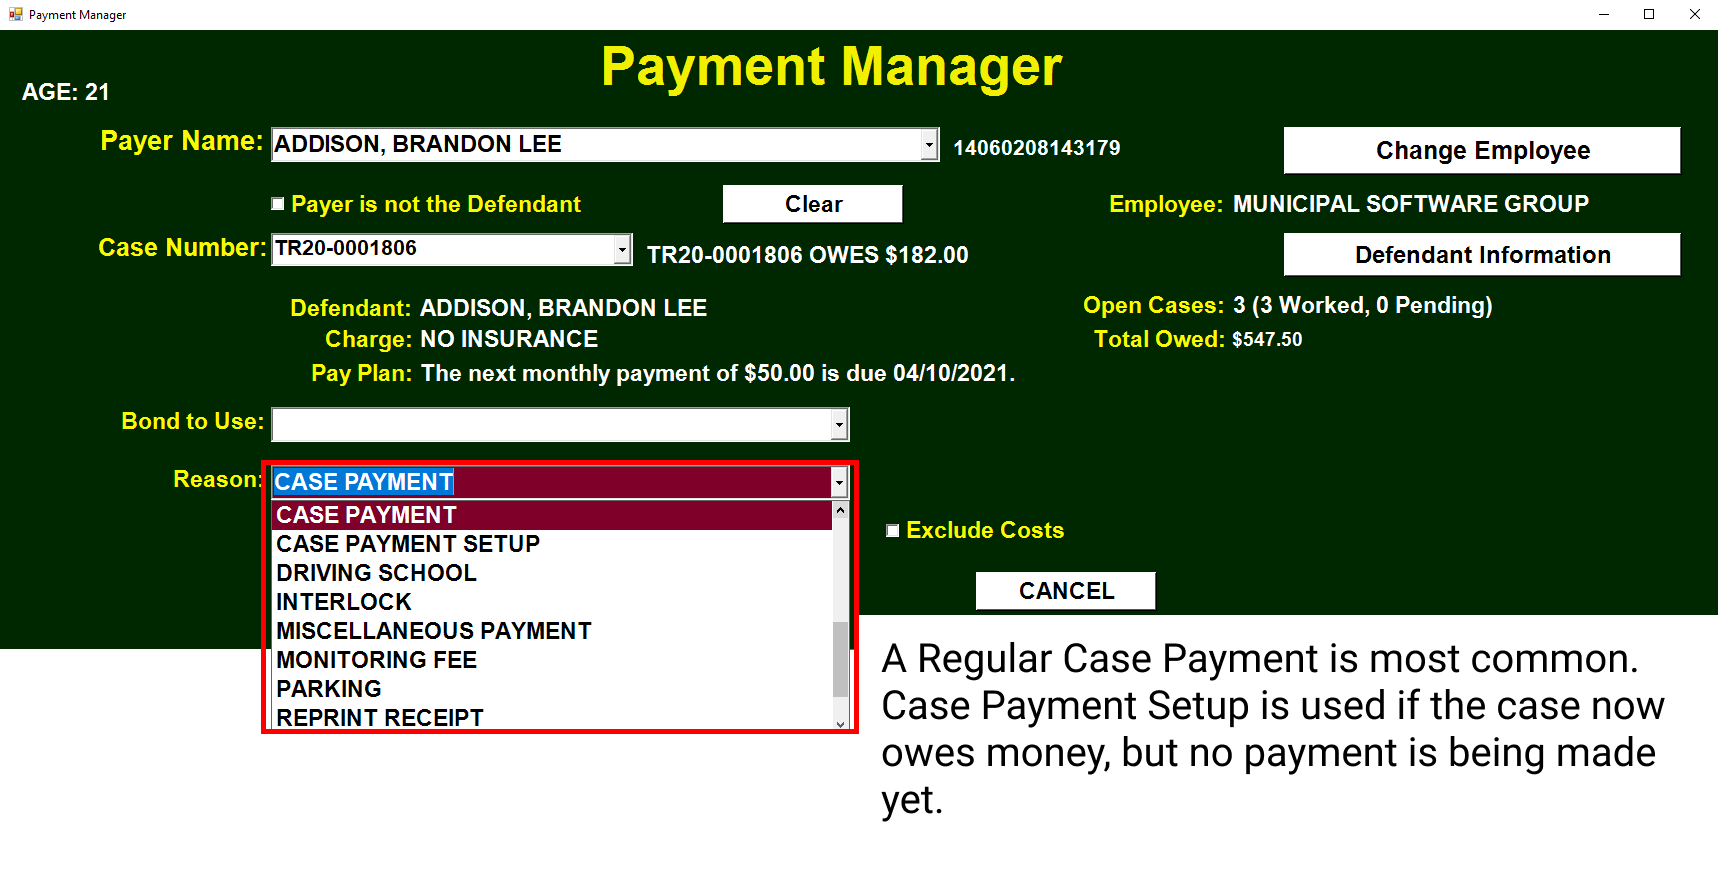 Payment Manager
Payment Manager
AGE: 21
Payer Name: ADDISON, BRANDON LEE 14060208143179 Change Employee
Payer is not the Defendant Clear Employee: MUNICIPAL SOFTWARE GROUP
Case Number: TR20-0001806 TR20-0001806 OWES $182.00 Defendant Information
Defendant: ADDISON, BRANDON LEE Open Cases: 3 (3 Worked, 0 Pending)
Charge: NO INSURANCE Total Owed: $547.50
Pay Plan: The next monthly payment of $50.00 is due 04/10/2021.
Bond to Use:
Reason: CASE PAYMENT
CASE PAYMENT
CASE PAYMENT SETUP
DRIVING SCHOOL
INTERLOCK
MISCELLANEOUS PAYMENT
MONITORING FEE
PARKING
REPRINT RECEIPT
Exclude Costs
CANCEL
A Regular Case Payment is most common.
Case Payment Setup is used if the case now
owes money, but no payment is being made
yet.